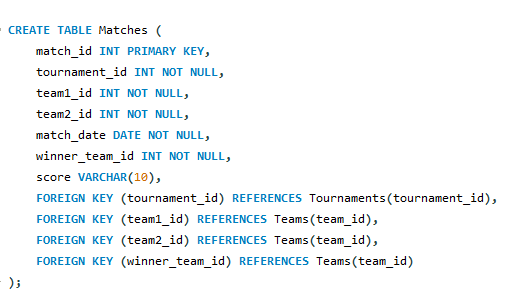 CREATE TABLE Matches (
    match_id INT PRIMARY KEY,
    tournament_id INT NOT NULL,
    team1_id INT NOT NULL,
    team2_id INT NOT NULL,
    match_date DATE NOT NULL,
    winner_team_id INT NOT NULL,
    score VARCHAR(10),
    FOREIGN KEY (tournament_id) REFERENCES Tournaments(tournament_id),
    FOREIGN KEY (team1_id) REFERENCES Teams(team_id),
    FOREIGN KEY (team2_id) REFERENCES Teams(team_id),
    FOREIGN KEY (winner_team_id) REFERENCES Teams(team_id)
);